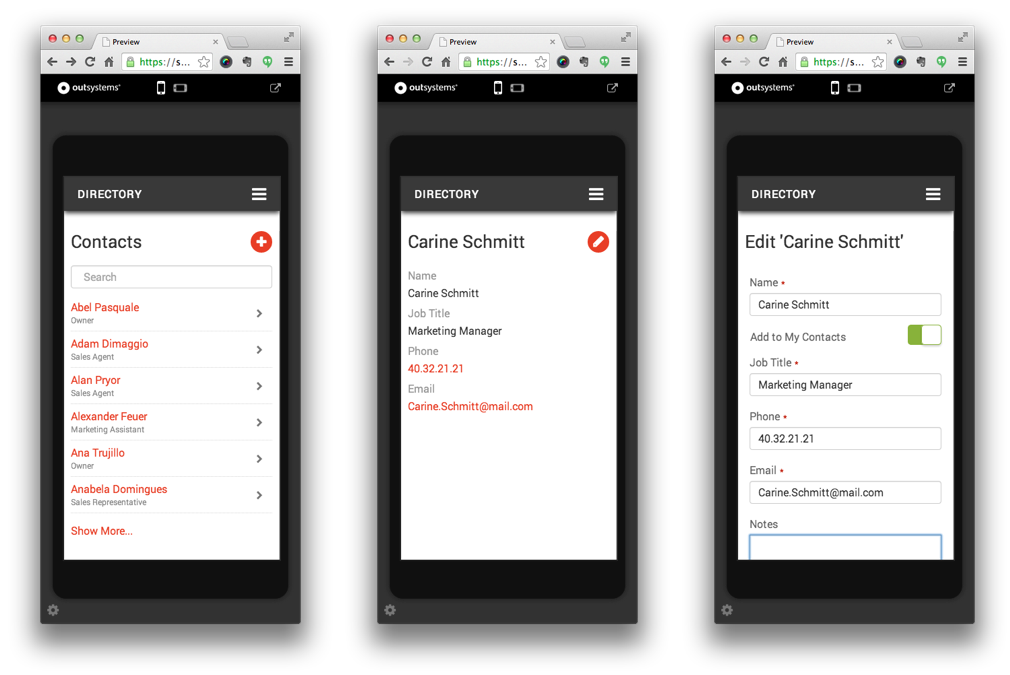 Preview
https://s...
outsystems
DIRECTORY
Contacts
Search
Abel Pasquale
Owner
Adam Dimaggio
Sales Agent
Alan Pryor
Sales Agent
Alexander Feuer
Marketing Assistant
Ana Trujillo
Owner
Anabela Domingues
Sales Representative
Show More...
Preview
https://s...
outsystems
DIRECTORY
Carine Schmitt
Name
Carine Schmitt
Job Title
Marketing Manager
Phone
40.32.21.21
Email
Carine.Schmitt@mail.com
Preview
https://s...
outsystems
DIRECTORY
Edit 'Carine Schmitt'
Name •
Carine Schmitt
Add to My Contacts
Job Title •
Marketing Manager
Phone •
40.32.21.21
Email •
Carine.Schmitt@mail.com
Notes